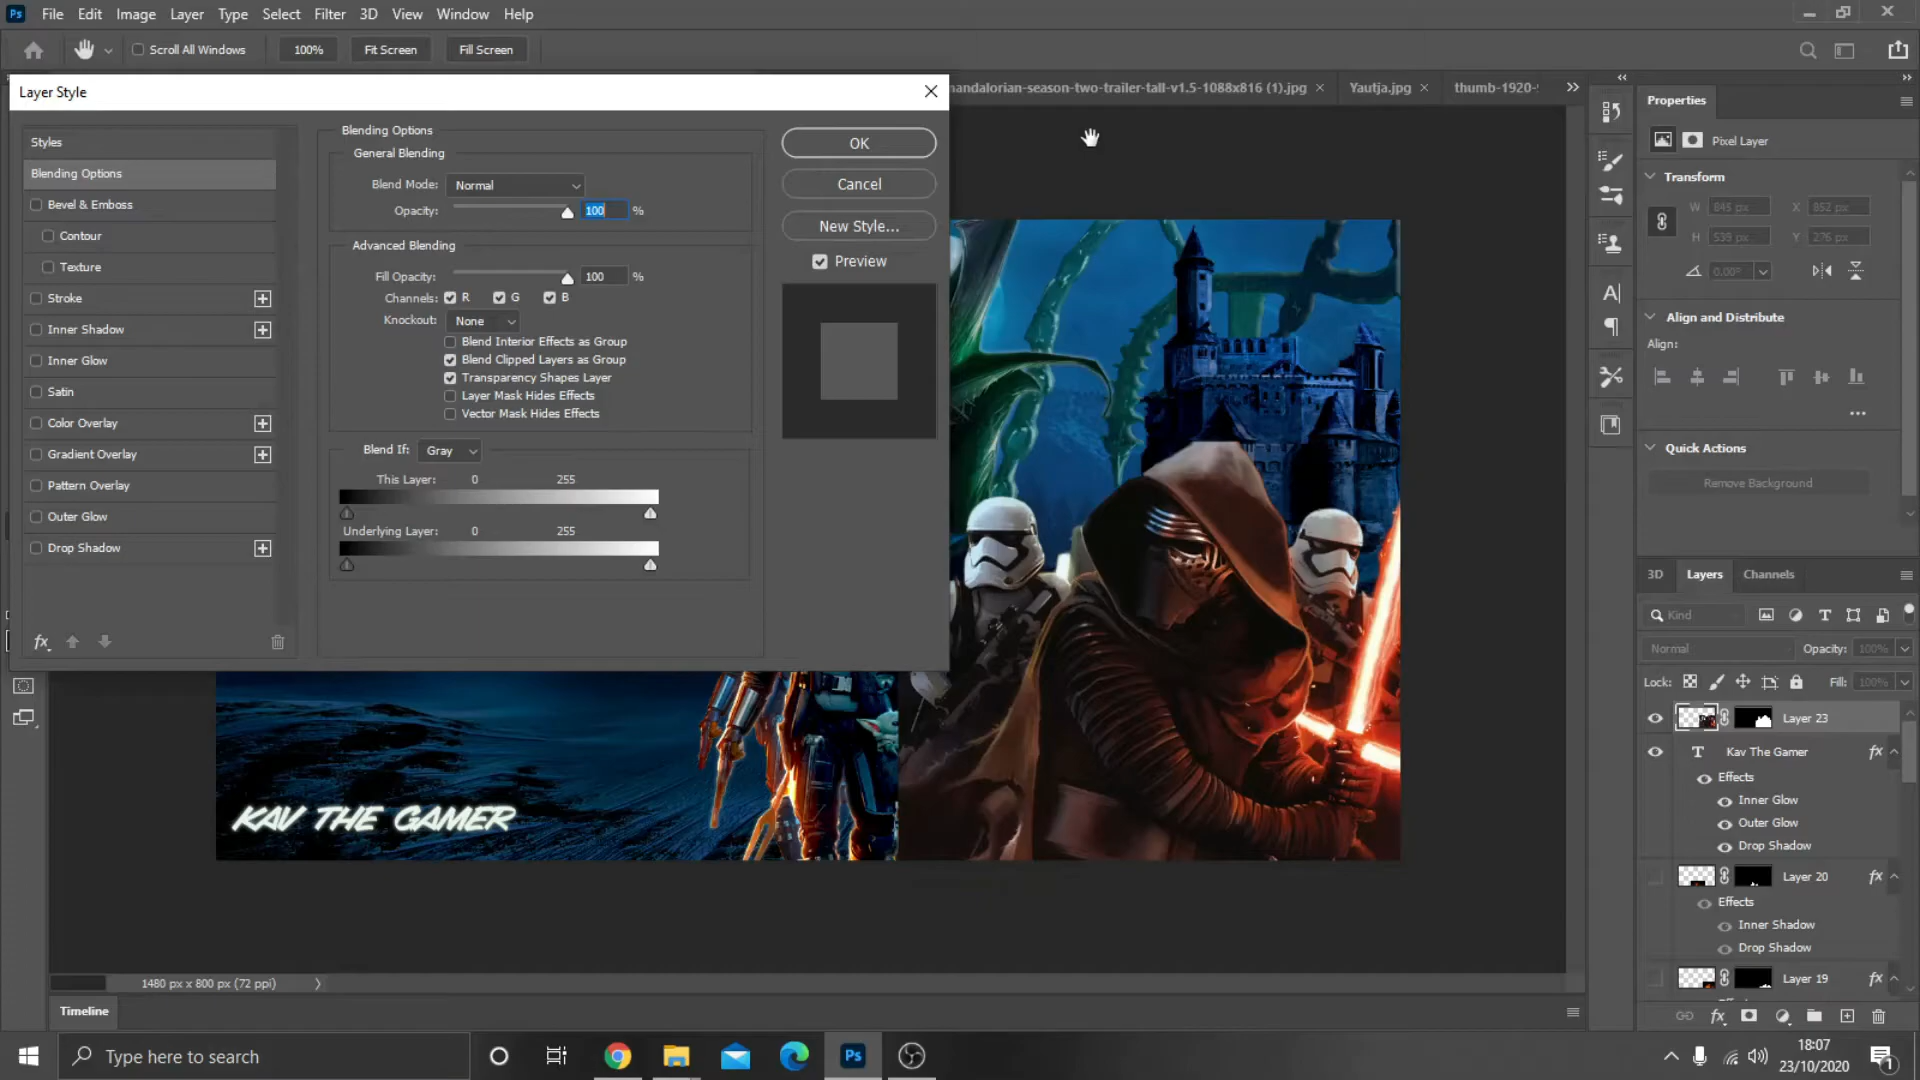 Ps File Edit Image Layer Type Select Filter 3D View Window Help
Scroll All Windows 100% Fit Screen Fill Screen
Layer Style
andalorian-season-two-trailer-tall-v1.5-1088x816 (1).jpg × Yautja.jpg × thumb-1920-
Styles
Blending Options
Bevel & Emboss
Contour
Texture
Stroke
Inner Shadow
Inner Glow
Satin
Color Overlay
Gradient Overlay
Pattern Overlay
Outer Glow
Drop Shadow
fx
Blending Options
General Blending
Blend Mode: Normal
Opacity: 100 %
Advanced Blending
Fill Opacity: 100 %
Channels: R G B
Knockout: None
Blend Interior Effects as Group
Blend Clipped Layers as Group
Transparency Shapes Layer
Layer Mask Hides Effects
Vector Mask Hides Effects
Blend If: Gray
This Layer: 0 255
Underlying Layer: 0 255
OK
Cancel
New Style...
Preview
KAV THE GAMER
1480 px x 800 px (72 ppi)
Timeline
Properties
Pixel Layer
Transform
W 845 px X 852 px
H 539 px Y 276 px
0.00°
Align and Distribute
Align:
Quick Actions
Remove Background
3D Layers Channels
Kind
Normal Opacity: 100%
Lock: Fill: 100%
Layer 23
T Kav The Gamer fx
Effects
Inner Glow
Outer Glow
Drop Shadow
Layer 20 fx
Effects
Inner Shadow
Drop Shadow
Layer 19 fx
fx
Type here to search
Ps
18:07
23/10/2020
1